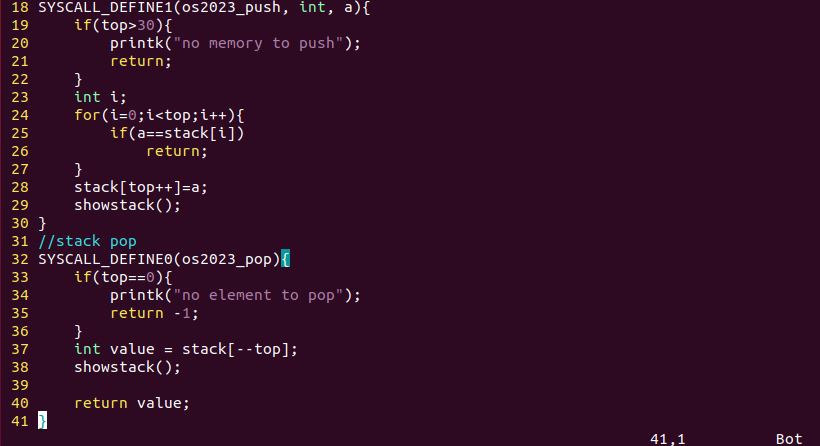 18 SYSCALL_DEFINE1(os2023_push, int, a){
19     if(top>30){
20         printk("no memory to push");
21         return;
22     }
23     int i;
24     for(i=0;i<top;i++){
25         if(a==stack[i])
26             return;
27     }
28     stack[top++]=a;
29     showstack();
30 }
31 //stack pop
32 SYSCALL_DEFINE0(os2023_pop){
33     if(top==0){
34         printk("no element to pop");
35         return -1;
36     }
37     int value = stack[--top];
38     showstack();
39
40     return value;
41 }
41,1 Bot